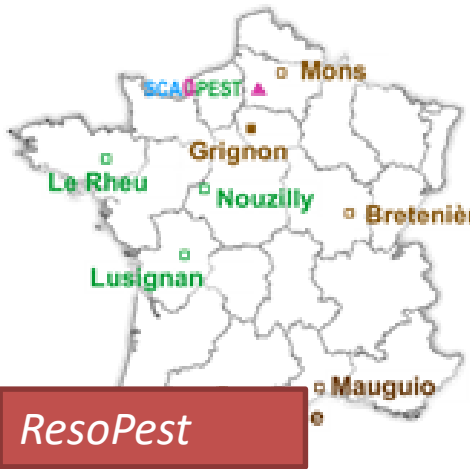 Mons
SCA0PEST
Grignon
Le Rheu
Nouzilly
Bretenièr
Lusignan
Mauguio
e
ResoPest